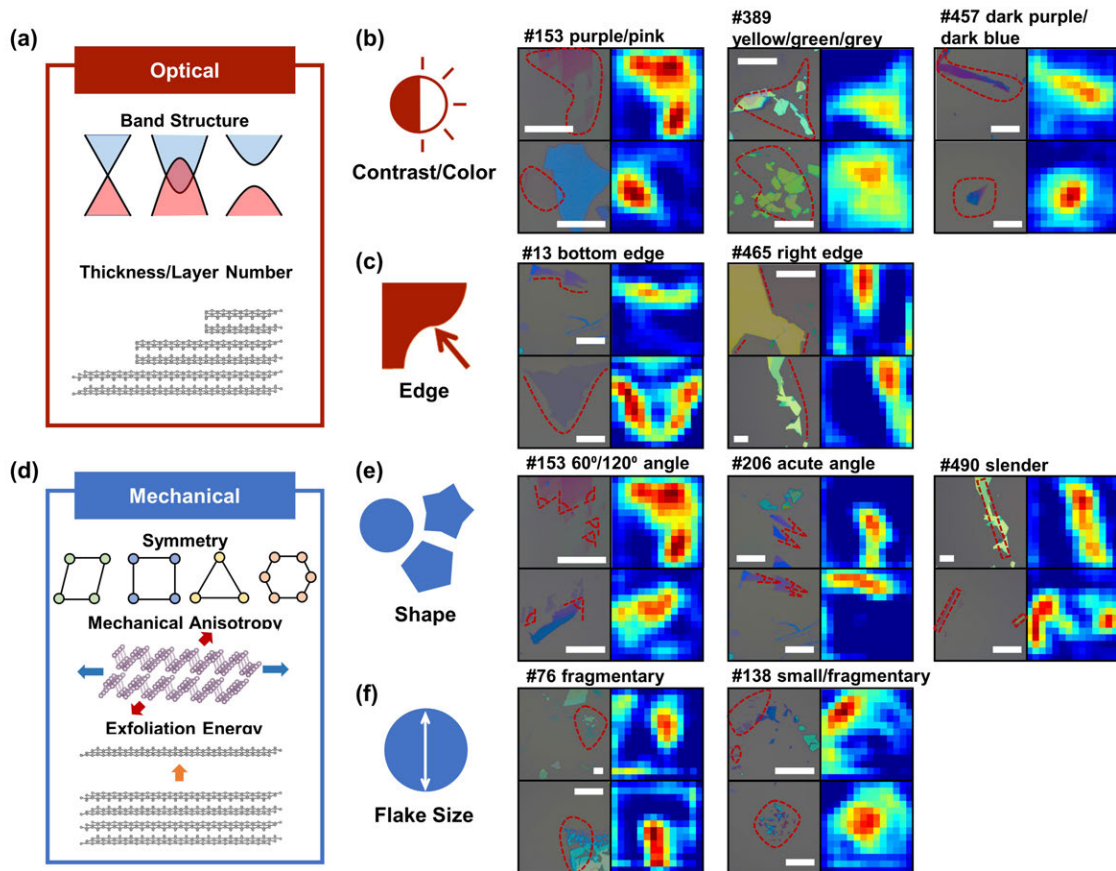 (a)
Optical
Band Structure
Thickness/Layer Number
(b)
Contrast/Color
#153 purple/pink
#389
yellow/green/grey
#457 dark purple/
dark blue
(c)
Edge
#13 bottom edge
#465 right edge
(d)
Mechanical
Symmetry
Mechanical Anisotropy
Exfoliation Energy
(e)
Shape
#153 60º/120º angle
#206 acute angle
#490 slender
(f)
Flake Size
#76 fragmentary
#138 small/fragmentary